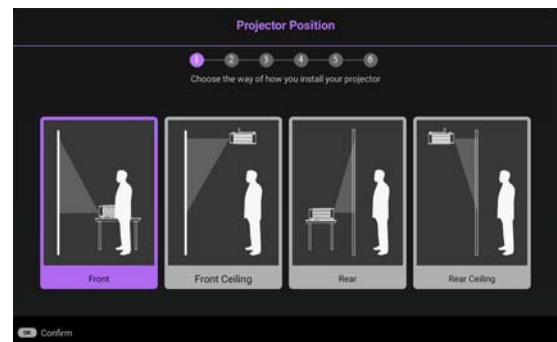 Projector Position
1 2 3 4 5 6
Choose the way of how you install your projector
Front
Front Ceiling
Rear
Rear Ceiling
OK Confirm